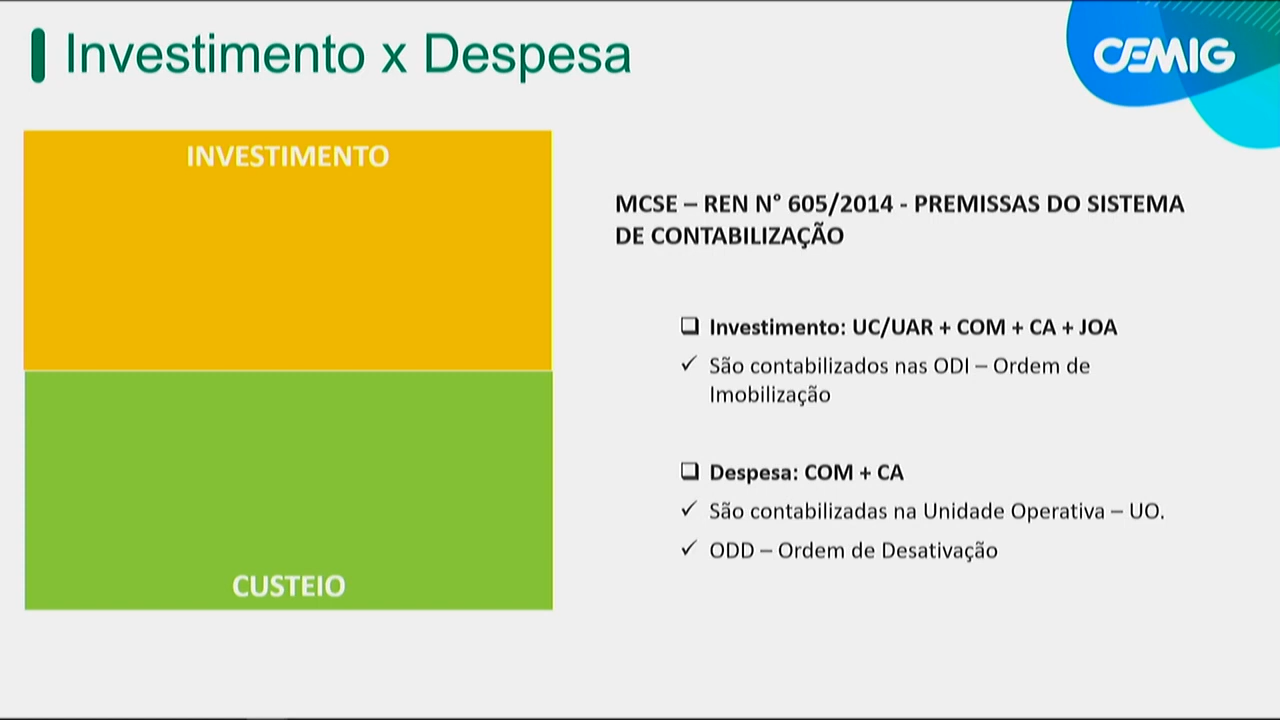 Investimento x Despesa
CEMIG
INVESTIMENTO
CUSTEIO
MCSE – REN N° 605/2014 - PREMISSAS DO SISTEMA
DE CONTABILIZAÇÃO
❑ Investimento: UC/UAR + COM + CA + JOA
✓ São contabilizados nas ODI – Ordem de
Imobilização
❑ Despesa: COM + CA
✓ São contabilizadas na Unidade Operativa – UO.
✓ ODD – Ordem de Desativação